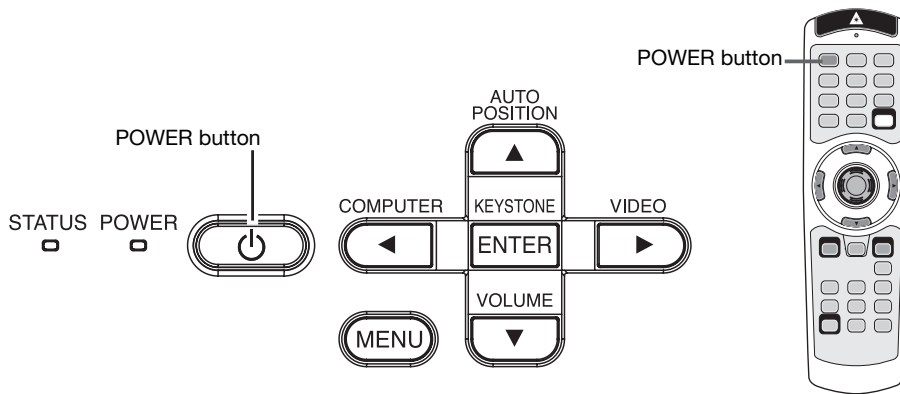 POWER button
AUTO
POSITION
POWER button
STATUS
POWER
COMPUTER
KEYSTONE
VIDEO
ENTER
VOLUME
MENU